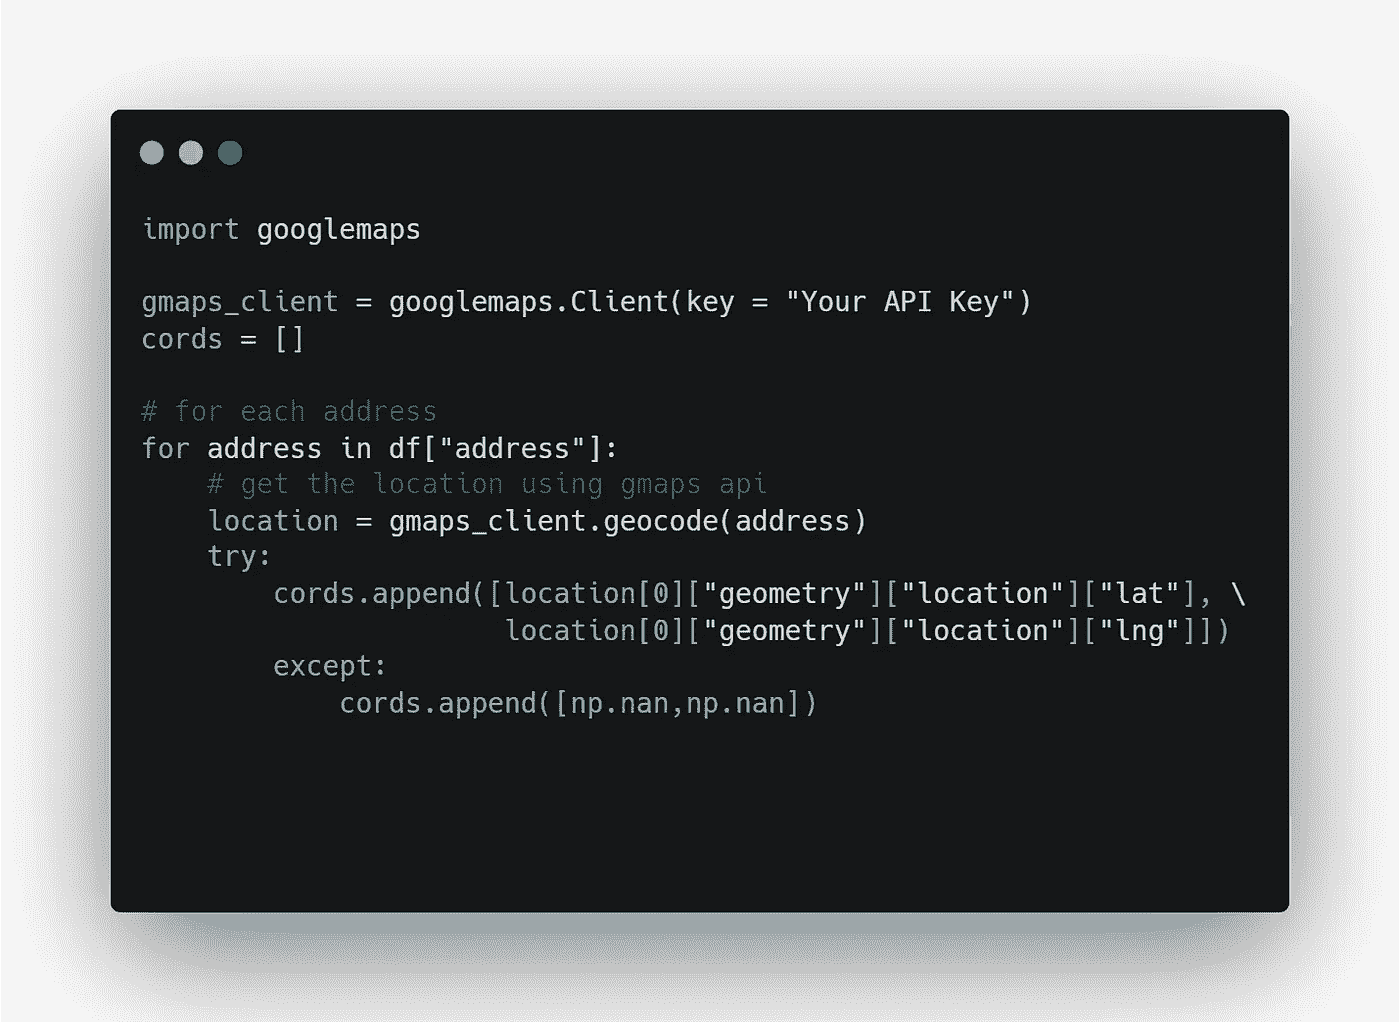 import googlemaps
gmaps_client = googlemaps.Client(key = "Your API Key")
cords = []
# for each address
for address in df["address"]:
    # get the location using gmaps api
    location = gmaps_client.geocode(address)
    try:
        cords.append([location[0]["geometry"]["location"]["lat"], \
                      location[0]["geometry"]["location"]["lng"]])
        except:
            cords.append([np.nan,np.nan])